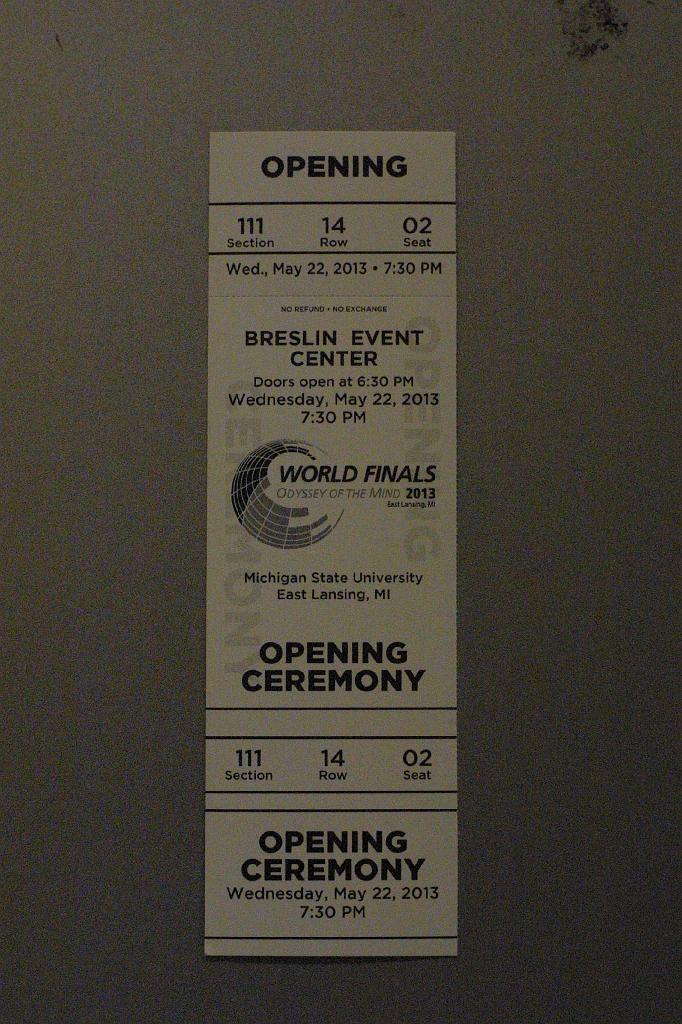 OPENING
111 14 02
Section Row Seat
Wed., May 22, 2013 • 7:30 PM
NO REFUND • NO EXCHANGE
BRESLIN EVENT
CENTER
Doors open at 6:30 PM
Wednesday, May 22, 2013
7:30 PM
OPENING
CEREMONY
WORLD FINALS
ODYSSEY OF THE MIND 2013
East Lansing, MI
Michigan State University
East Lansing, MI
OPENING
CEREMONY
111 14 02
Section Row Seat
OPENING
CEREMONY
Wednesday, May 22, 2013
7:30 PM